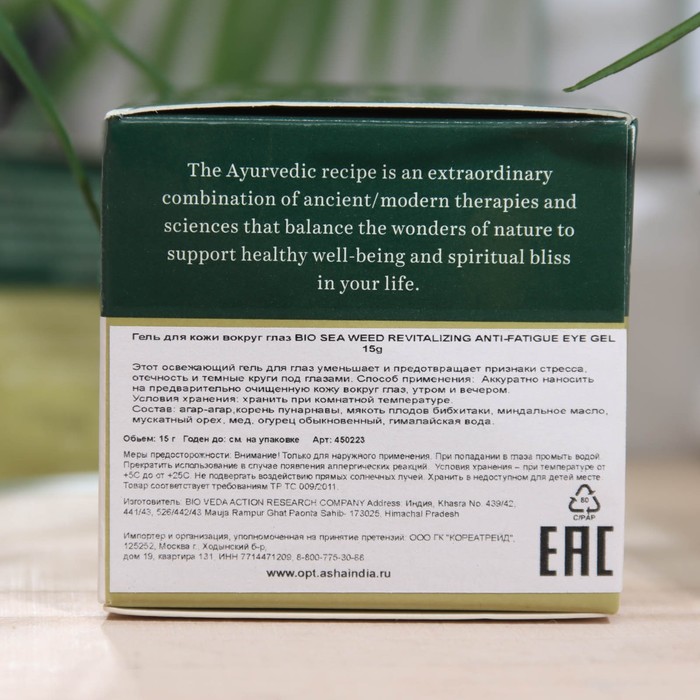 The Ayurvedic recipe is an extraordinary
combination of ancient/modern therapies and
sciences that balance the wonders of nature to
support healthy well-being and spiritual bliss
in your life.
Гель для кожи вокруг глаз BIO SEA WEED REVITALIZING ANTI-FATIGUE EYE GEL
15g
Этот освежающий гель для глаз уменьшает и предотвращает признаки стресса,
отечность и темные круги под глазами. Способ применения: Аккуратно наносить
на предварительно очищенную кожу вокруг глаз, утром и вечером.
Условия хранения: хранить при комнатной температуре.
Состав: агар-агар,корень пунарнавы, мякоть плодов бибхитаки, миндальное масло,
мускатный орех, мед, огурец обыкновенный, гималайская вода.
Объем: 15 г Годен до: см. на упаковке Арт: 450223
Меры предосторожности: Внимание! Только для наружного применения. При попадании в глаза промыть водой.
Прекратить использование в случае появления аллергических реакций. Условия хранения – при температуре от
+5С до от +25С. Не подвергать воздействию прямых солнечных лучей. Хранить в недоступном для детей месте
Товар соответствует требованиям ТР ТС 009/2011.
Изготовитель: BIO VEDA ACTION RESEARCH COMPANY Address: Индия, Khasra No. 439/42,
441/43, 526/442/43 Mauja Rampur Ghat Paonta Sahib- 173025, Himachal Pradesh
80
C/PAP
Импортер и организация, уполномоченная на принятие претензий: ООО ГК "КОРЕАТРЕЙД",
125252, Москва г., Ходынский б-р,
дом 19, квартира 131, ИНН 7714471209, 8-800-775-30-66
EAC
www.opt.ashaindia.ru